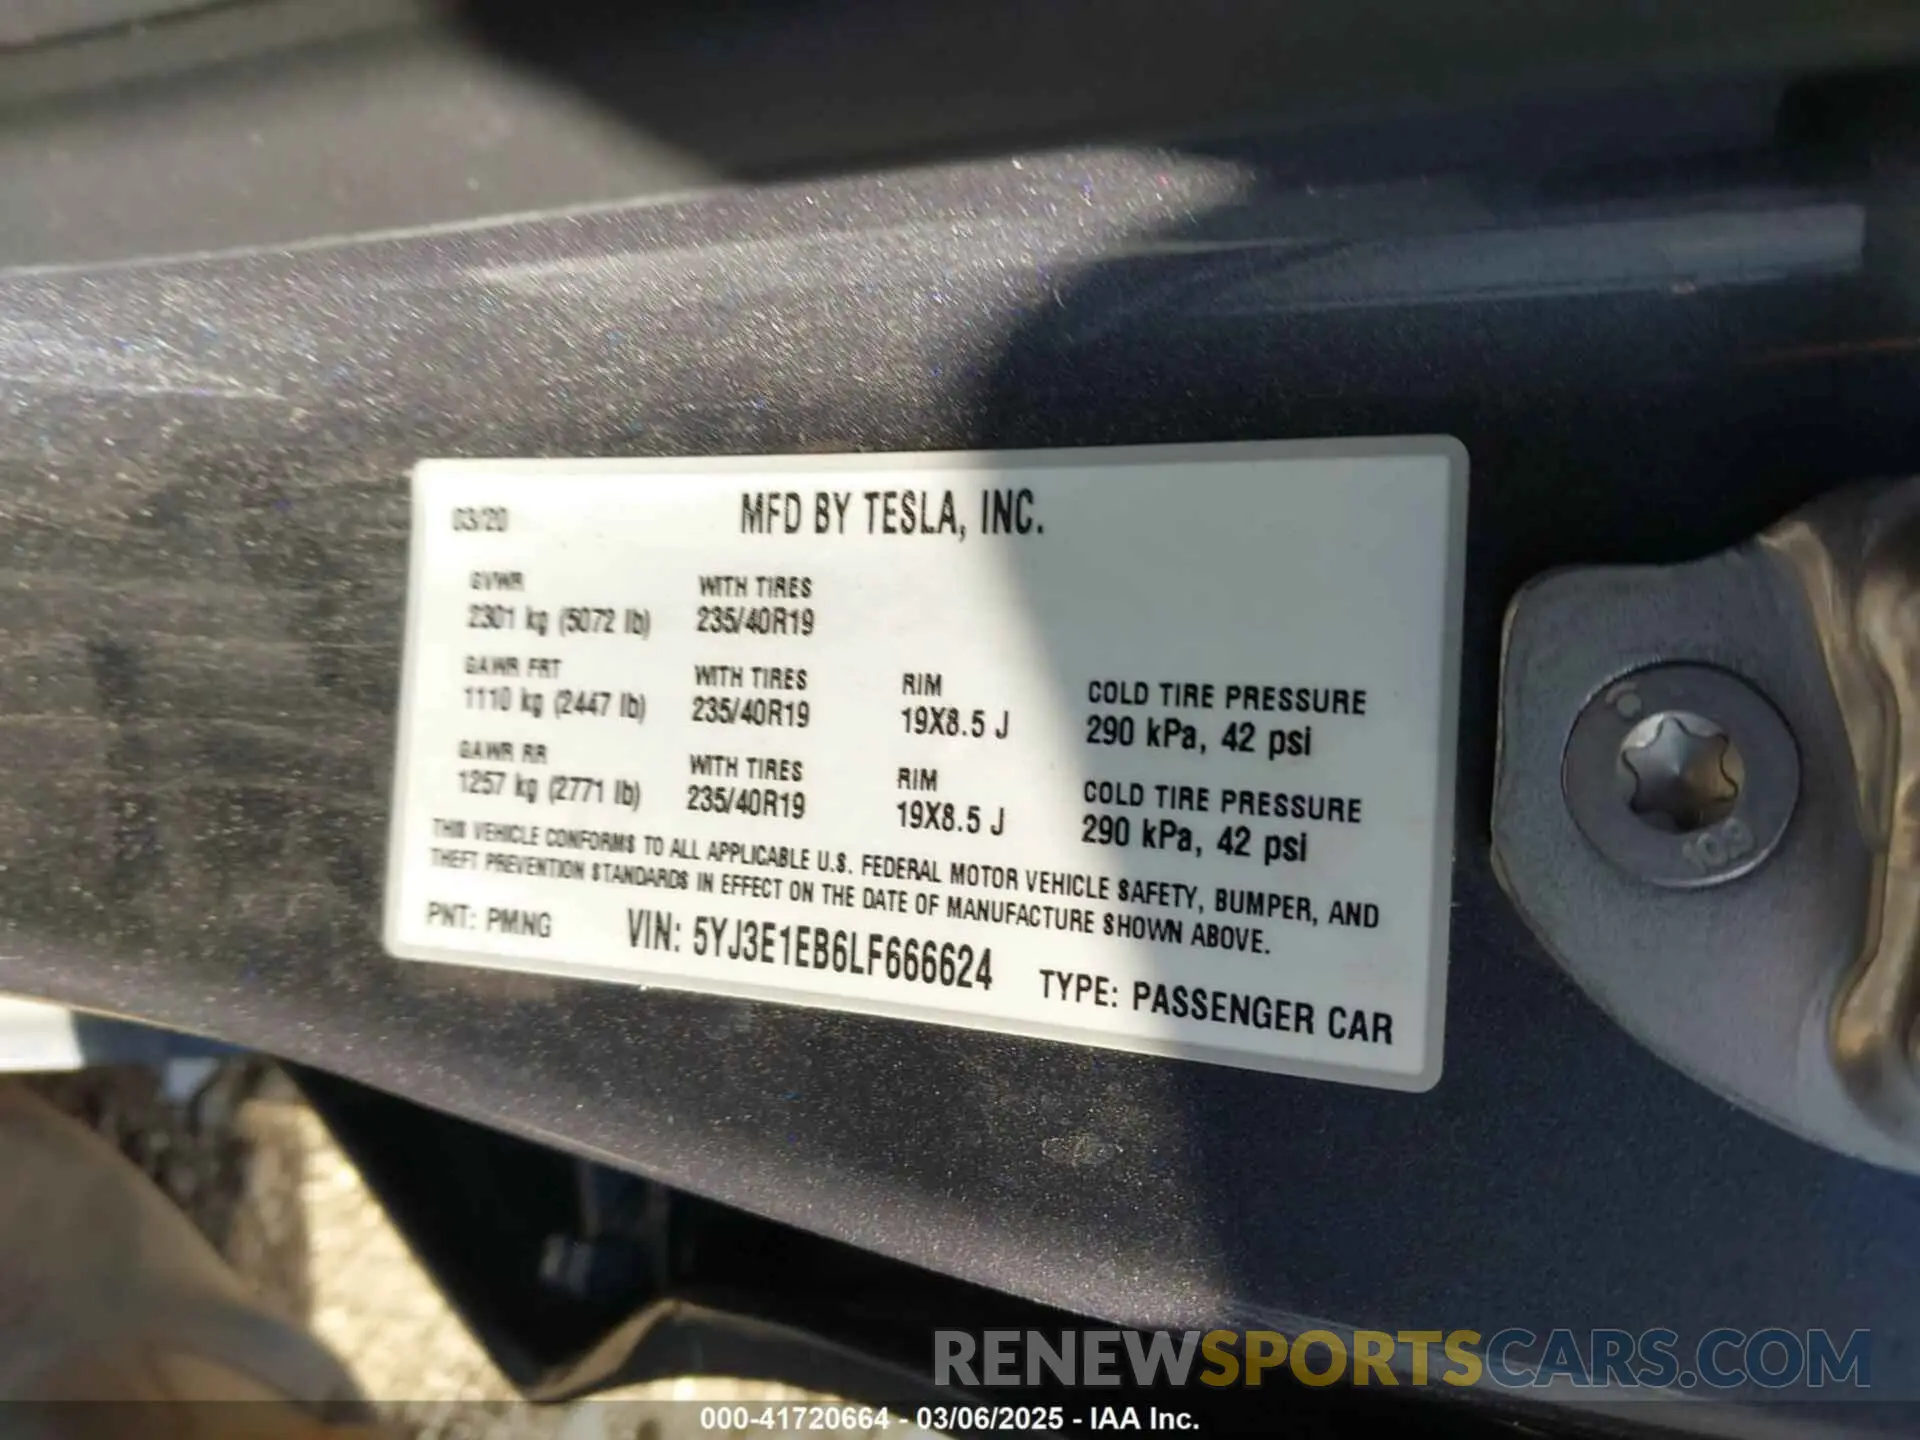 03/20 MFD BY TESLA, INC.
GVWR WITH TIRES
2301 kg (5072 lb) 235/40R19
GAWR FRT WITH TIRES RIM COLD TIRE PRESSURE
1110 kg (2447 lb) 235/40R19 19X8.5 J 290 kPa, 42 psi
GAWR RR WITH TIRES RIM COLD TIRE PRESSURE
1257 kg (2771 lb) 235/40R19 19X8.5 J 290 kPa, 42 psi
THIS VEHICLE CONFORMS TO ALL APPLICABLE U.S. FEDERAL MOTOR VEHICLE SAFETY, BUMPER, AND
THEFT PREVENTION STANDARDS IN EFFECT ON THE DATE OF MANUFACTURE SHOWN ABOVE.
PNT: PMNG VIN: 5YJ3E1EB6LF666624 TYPE: PASSENGER CAR
RENEWSPORTSCARS.COM
000-41720664 - 03/06/2025 - IAA Inc.